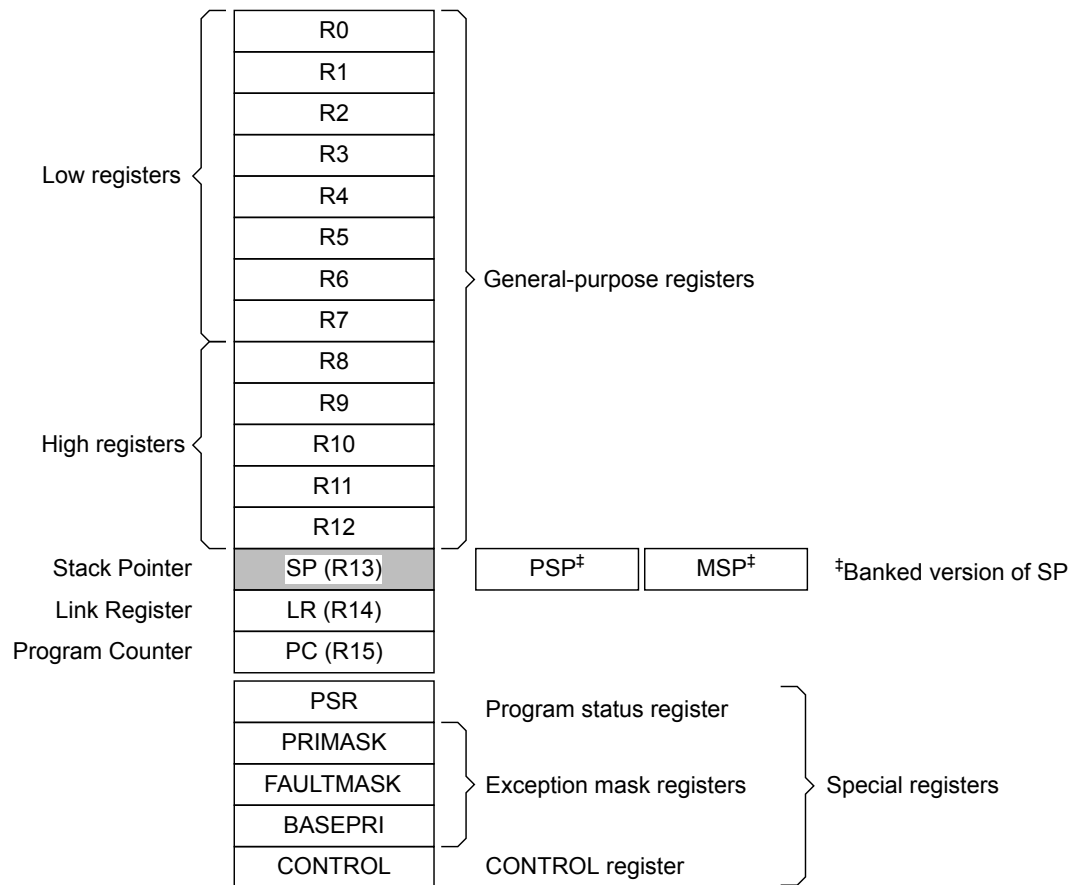 R0
R1
R2
R3
Low registers
R4
R5
R6
General-purpose registers
R7
R8
R9
High registers
R10
R11
R12
Stack Pointer SP (R13) PSP‡ MSP‡ ‡Banked version of SP
Link Register LR (R14)
Program Counter PC (R15)
PSR Program status register
PRIMASK
FAULTMASK Exception mask registers Special registers
BASEPRI
CONTROL CONTROL register